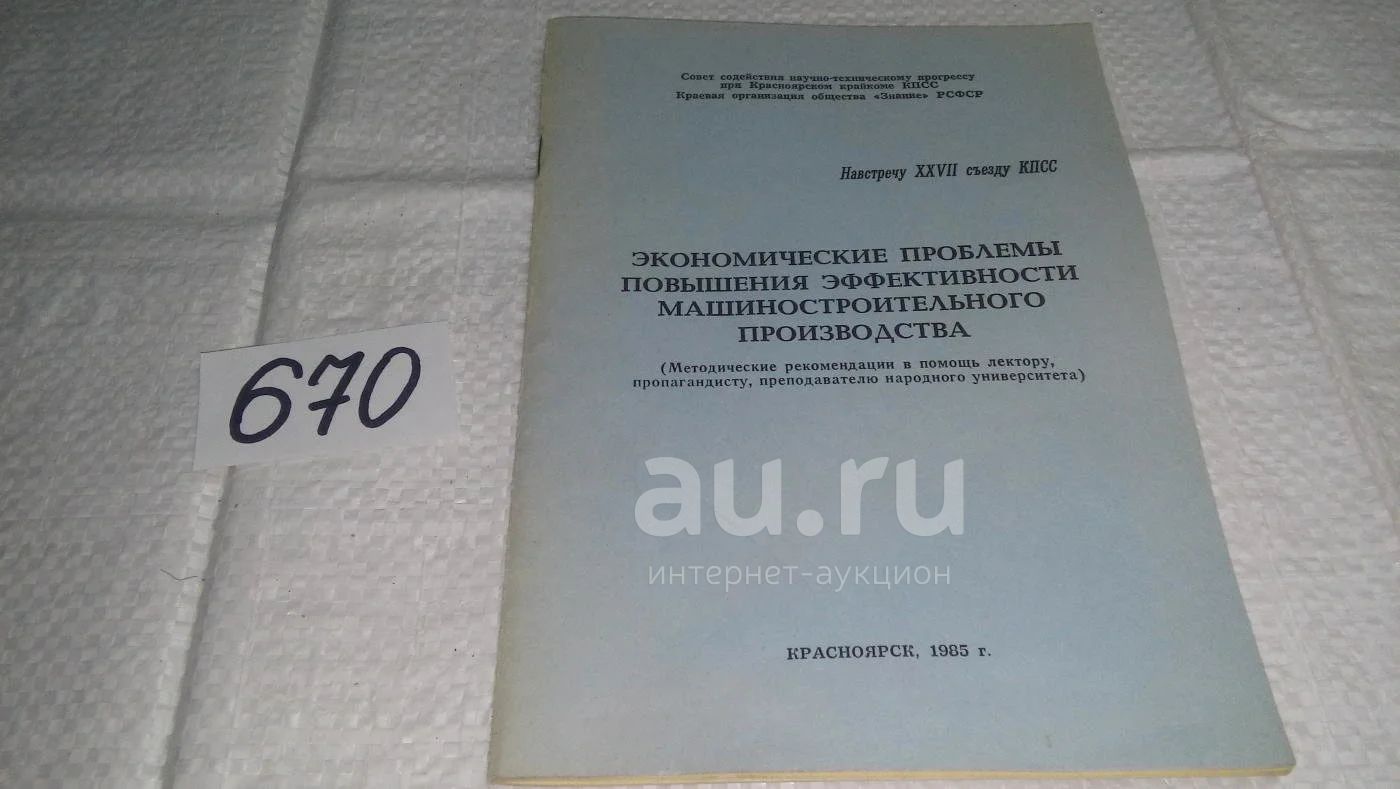 Совет содействия научно-техническому прогрессу
при Красноярском крайкоме КПСС
Краевая организация общества «Знание» РСФСР
Навстречу XXVII съезду КПСС
ЭКОНОМИЧЕСКИЕ ПРОБЛЕМЫ
ПОВЫШЕНИЯ ЭФФЕКТИВНОСТИ
МАШИНОСТРОИТЕЛЬНОГО
ПРОИЗВОДСТВА
(Методические рекомендации в помощь лектору,
пропагандисту, преподавателю народного университета)
670
au.ru
интернет-аукцион
КРАСНОЯРСК, 1985 г.